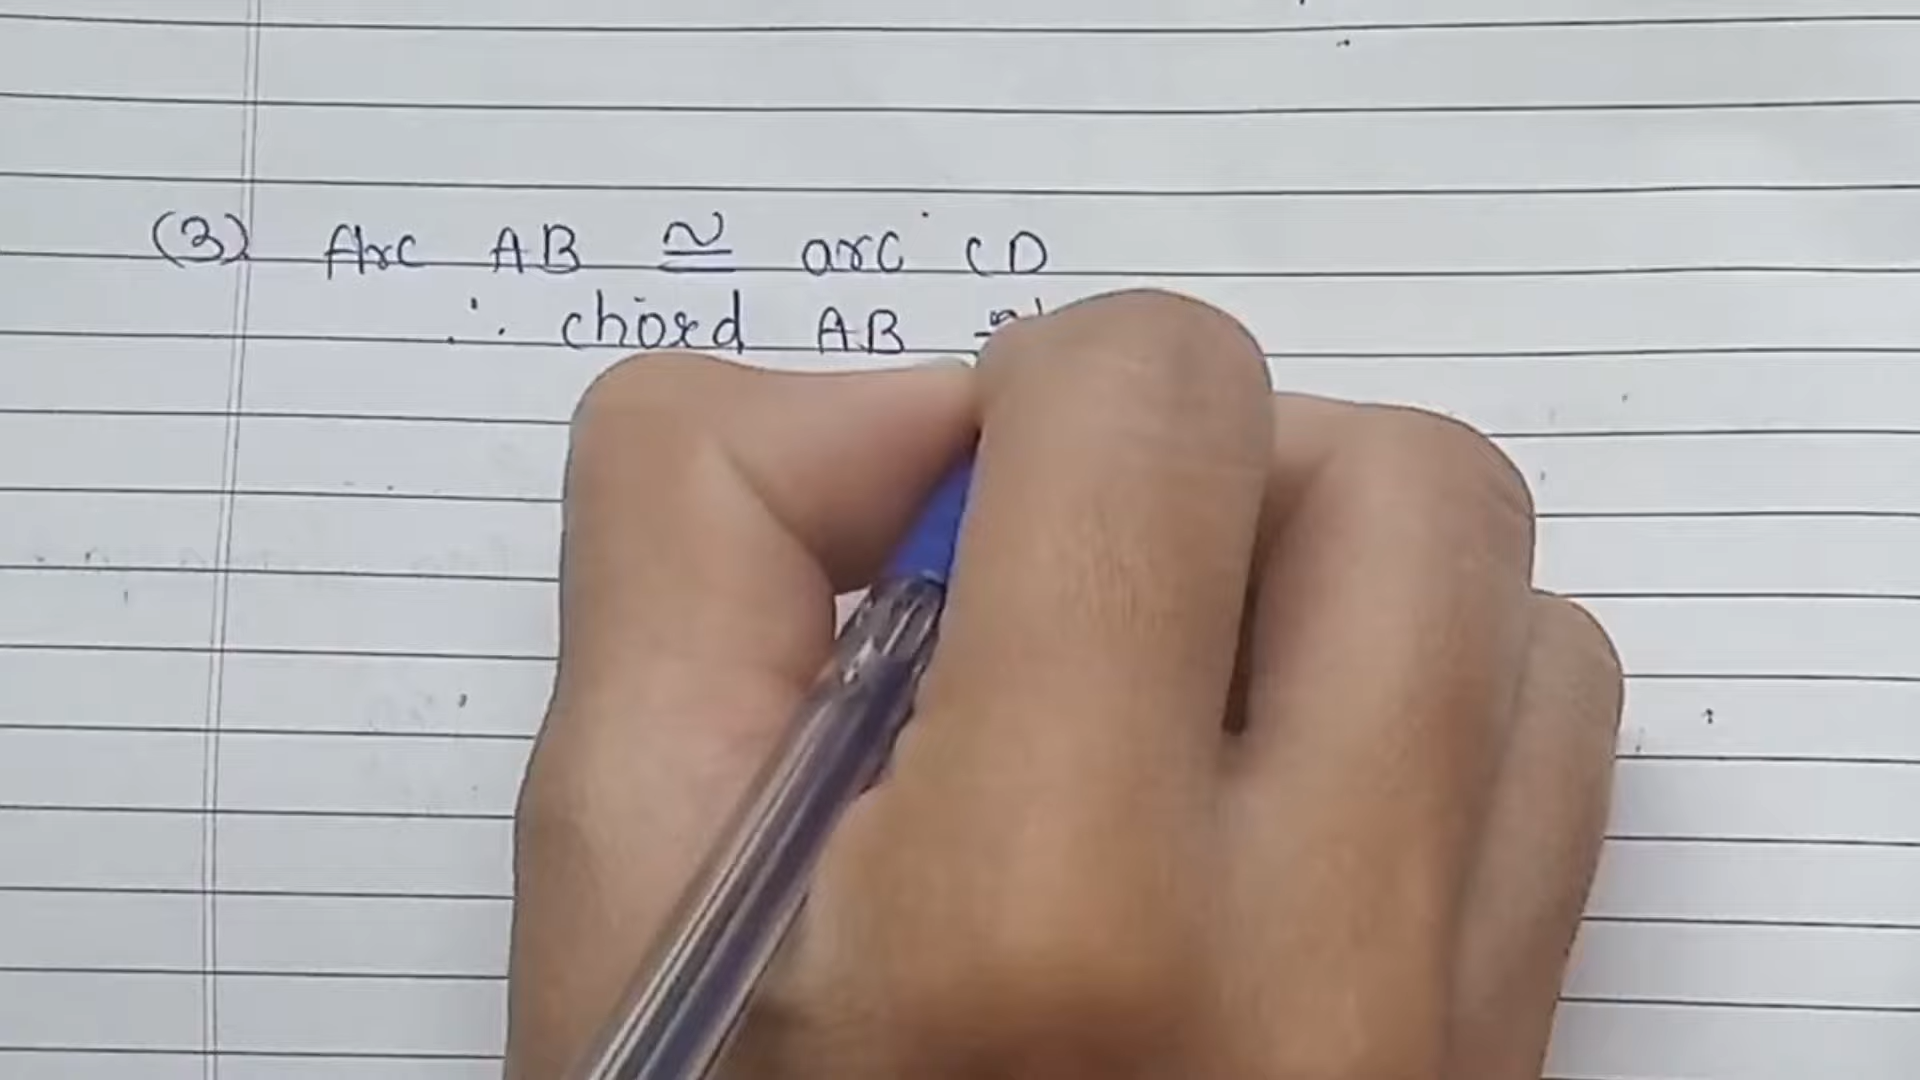 (3) Arc AB ≅ arc CD
∴ chord AB